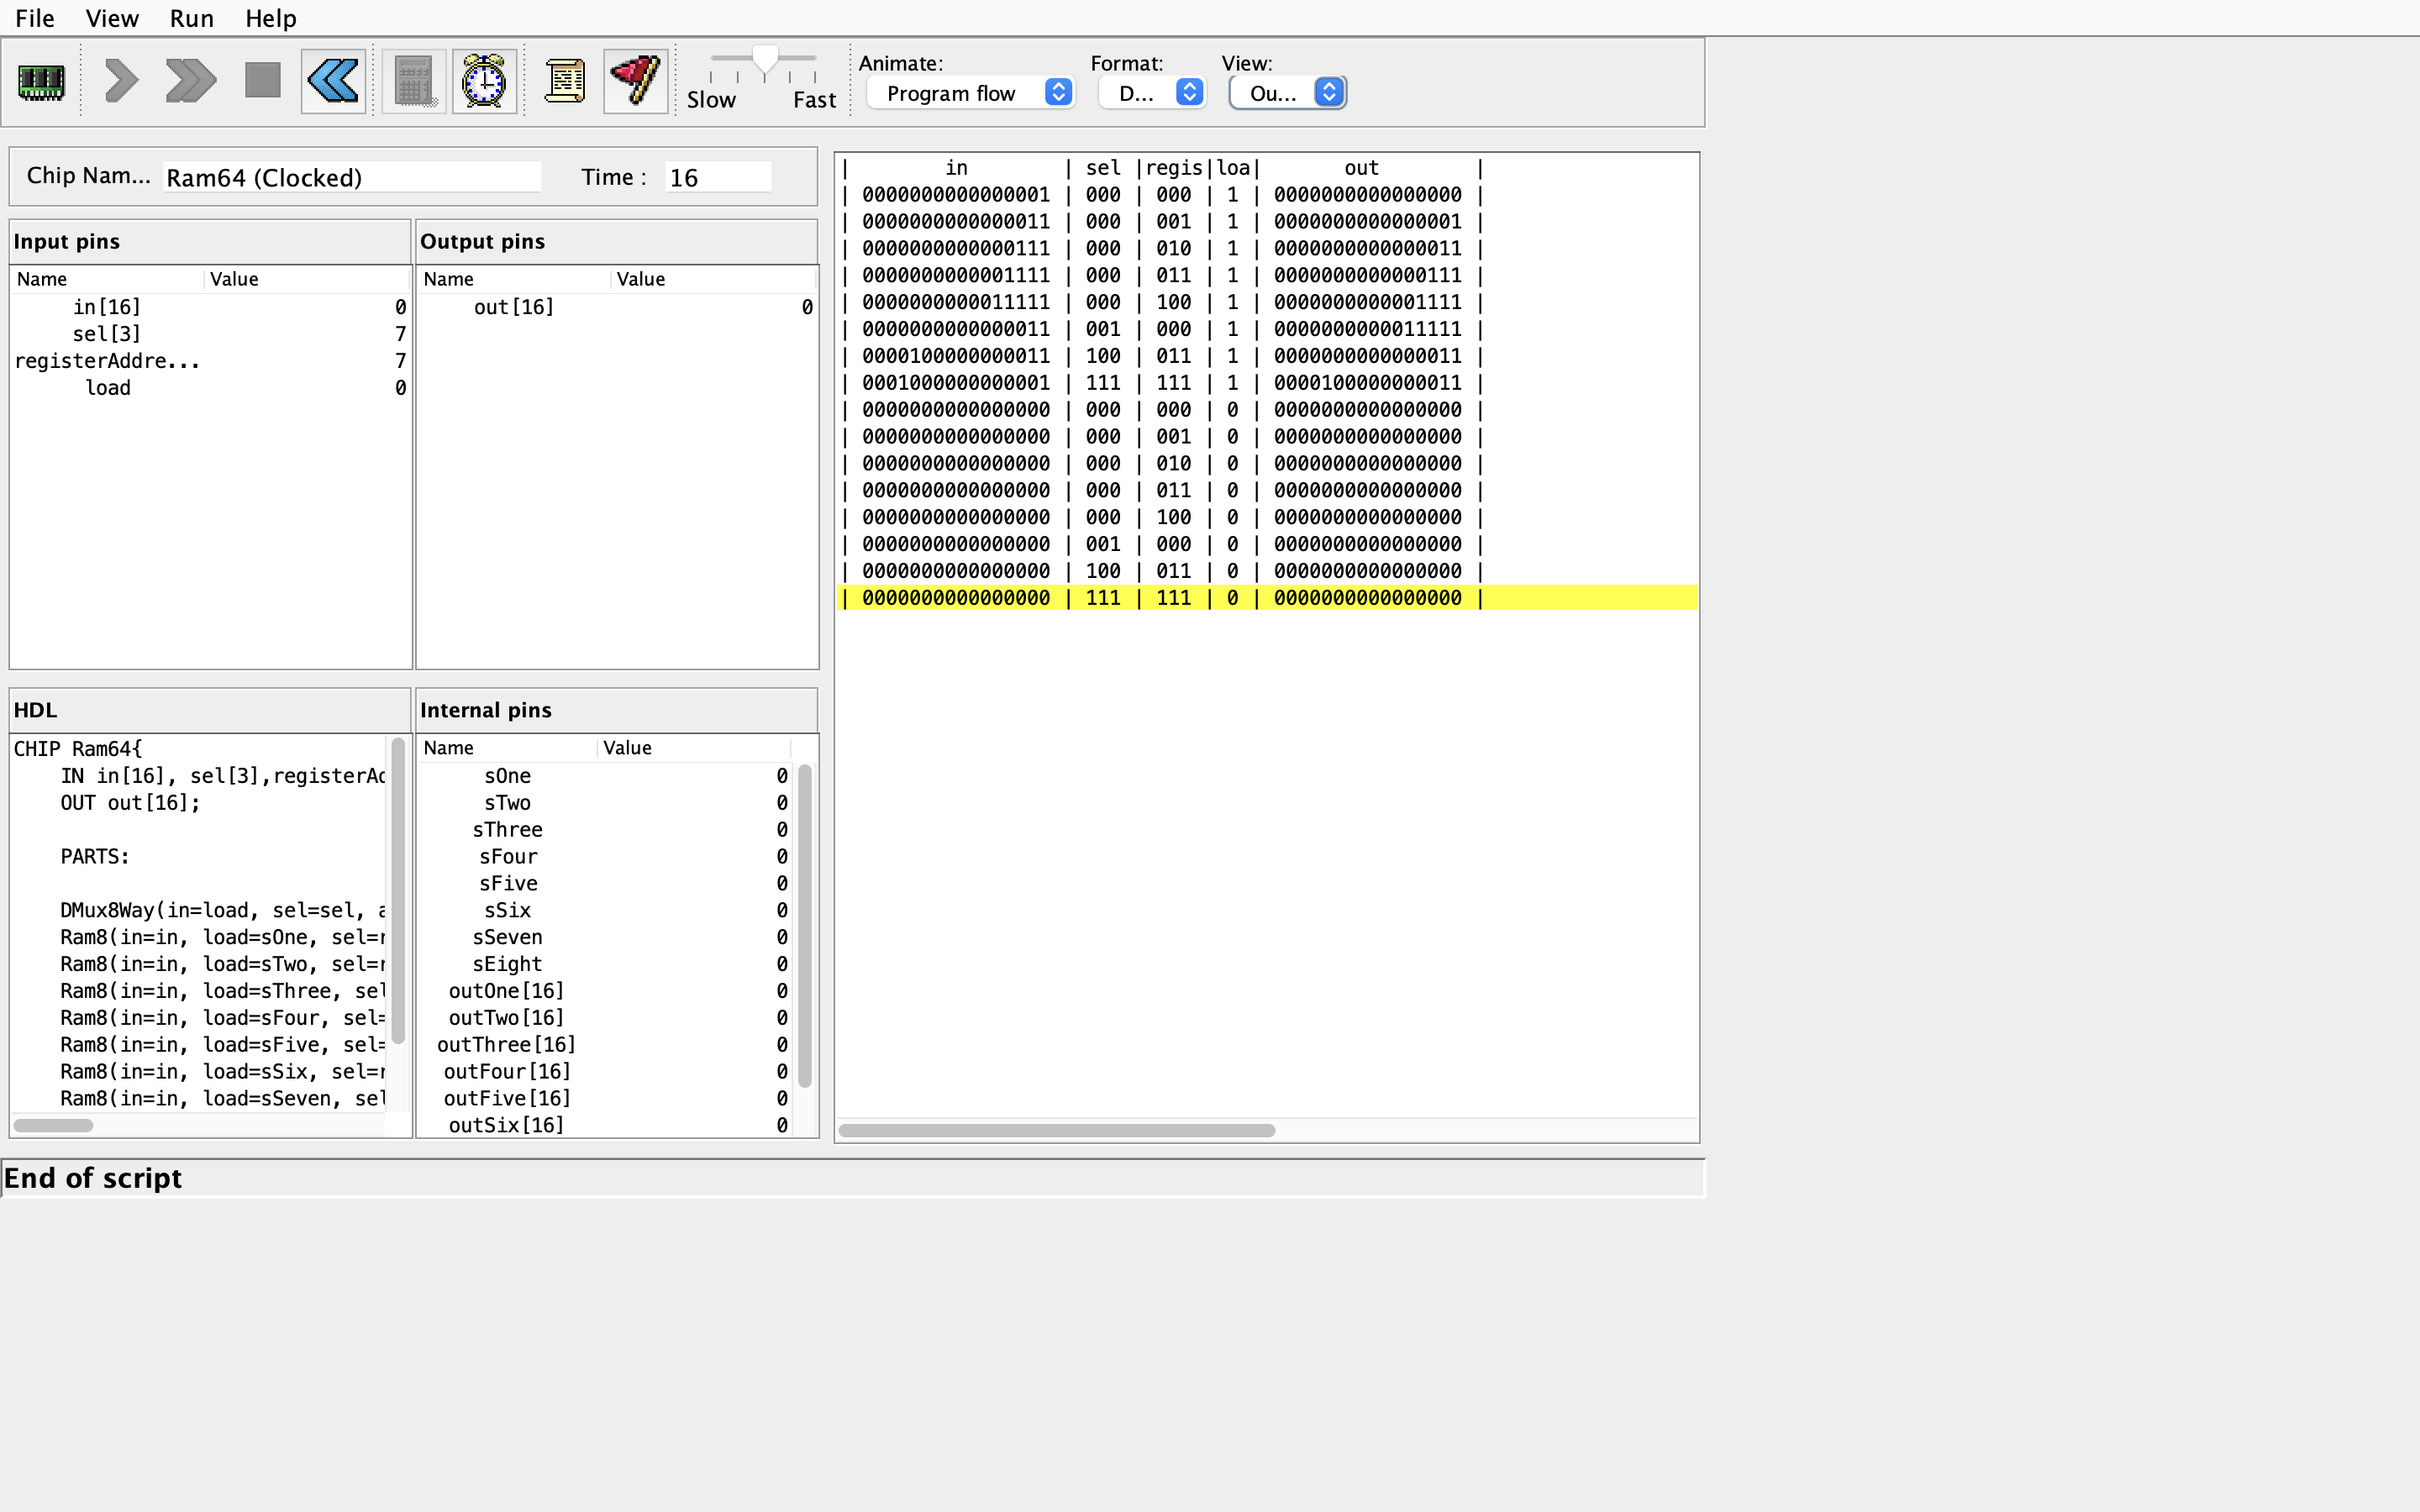 File View Run Help
Slow Fast
Animate: Format: View:
Program flow D... Ou...
Chip Nam... Ram64 (Clocked) Time : 16
Input pins
Name Value
in[16] 0
sel[3] 7
registerAddre... 7
load 0
Output pins
Name Value
out[16] 0
HDL
CHIP Ram64{
IN in[16], sel[3],registerAd
OUT out[16];
PARTS:
DMux8Way(in=load, sel=sel, a
Ram8(in=in, load=sOne, sel=r
Ram8(in=in, load=sTwo, sel=r
Ram8(in=in, load=sThree, sel
Ram8(in=in, load=sFour, sel=
Ram8(in=in, load=sFive, sel=
Ram8(in=in, load=sSix, sel=r
Ram8(in=in, load=sSeven, sel
Internal pins
Name Value
sOne 0
sTwo 0
sThree 0
sFour 0
sFive 0
sSix 0
sSeven 0
sEight 0
outOne[16] 0
outTwo[16] 0
outThree[16] 0
outFour[16] 0
outFive[16] 0
outSix[16] 0
| in | sel |regis|loa| out |
| 0000000000000001 | 000 | 000 | 1 | 0000000000000000 |
| 0000000000000011 | 000 | 001 | 1 | 0000000000000001 |
| 0000000000000111 | 000 | 010 | 1 | 0000000000000011 |
| 0000000000001111 | 000 | 011 | 1 | 0000000000000111 |
| 0000000000011111 | 000 | 100 | 1 | 0000000000001111 |
| 0000000000000011 | 001 | 000 | 1 | 0000000000011111 |
| 0000100000000011 | 100 | 011 | 1 | 0000000000000011 |
| 0001000000000001 | 111 | 111 | 1 | 0000100000000011 |
| 0000000000000000 | 000 | 000 | 0 | 0000000000000000 |
| 0000000000000000 | 000 | 001 | 0 | 0000000000000000 |
| 0000000000000000 | 000 | 010 | 0 | 0000000000000000 |
| 0000000000000000 | 000 | 011 | 0 | 0000000000000000 |
| 0000000000000000 | 000 | 100 | 0 | 0000000000000000 |
| 0000000000000000 | 001 | 000 | 0 | 0000000000000000 |
| 0000000000000000 | 100 | 011 | 0 | 0000000000000000 |
| 0000000000000000 | 111 | 111 | 0 | 0000000000000000 |
End of script